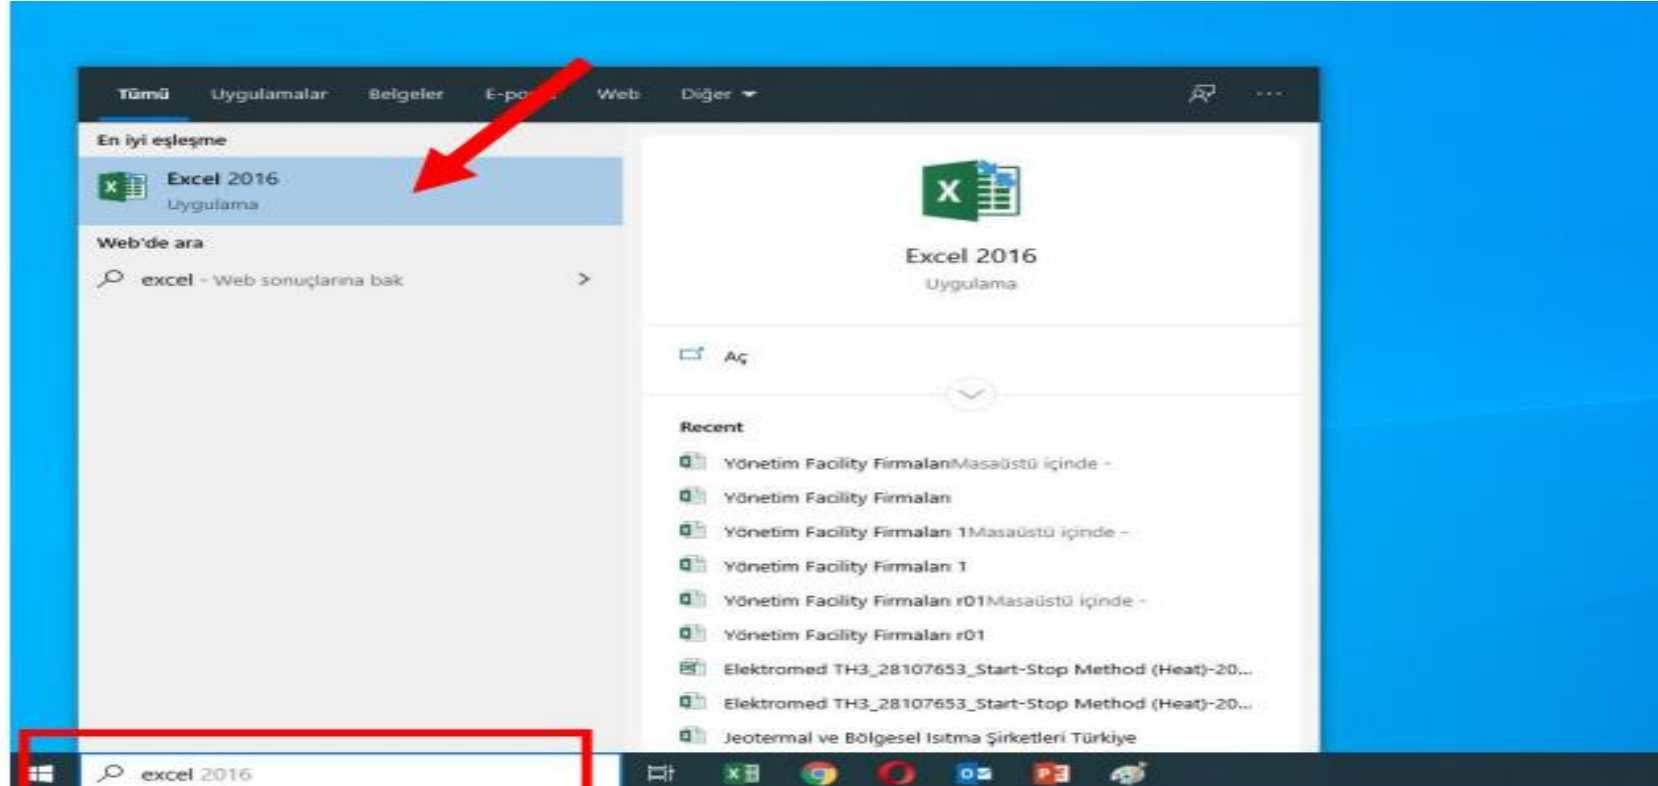 Tümü Uygulamalar Belgeler Web Diğer
En iyi eşleşme
Excel 2016
Uygulama
Web'de ara
excel - Web sonuçlarına bak
Excel 2016
Uygulama
Aç
Recent
Yönetim Facility FirmalarıMasaüstü içinde -
Yönetim Facility Firmaları
Yönetim Facility Firmaları 1Masaüstü içinde -
Yönetim Facility Firmaları 1
Yönetim Facility Firmaları r01Masaüstü içinde -
Yönetim Facility Firmaları r01
Elektromed TH3_28107653_Start-Stop Method (Heat)-20...
Elektromed TH3_28107653_Start-Stop Method (Heat)-20...
Jeotermal ve Bölgesel Isıtma Şirketleri Türkiye
excel 2016